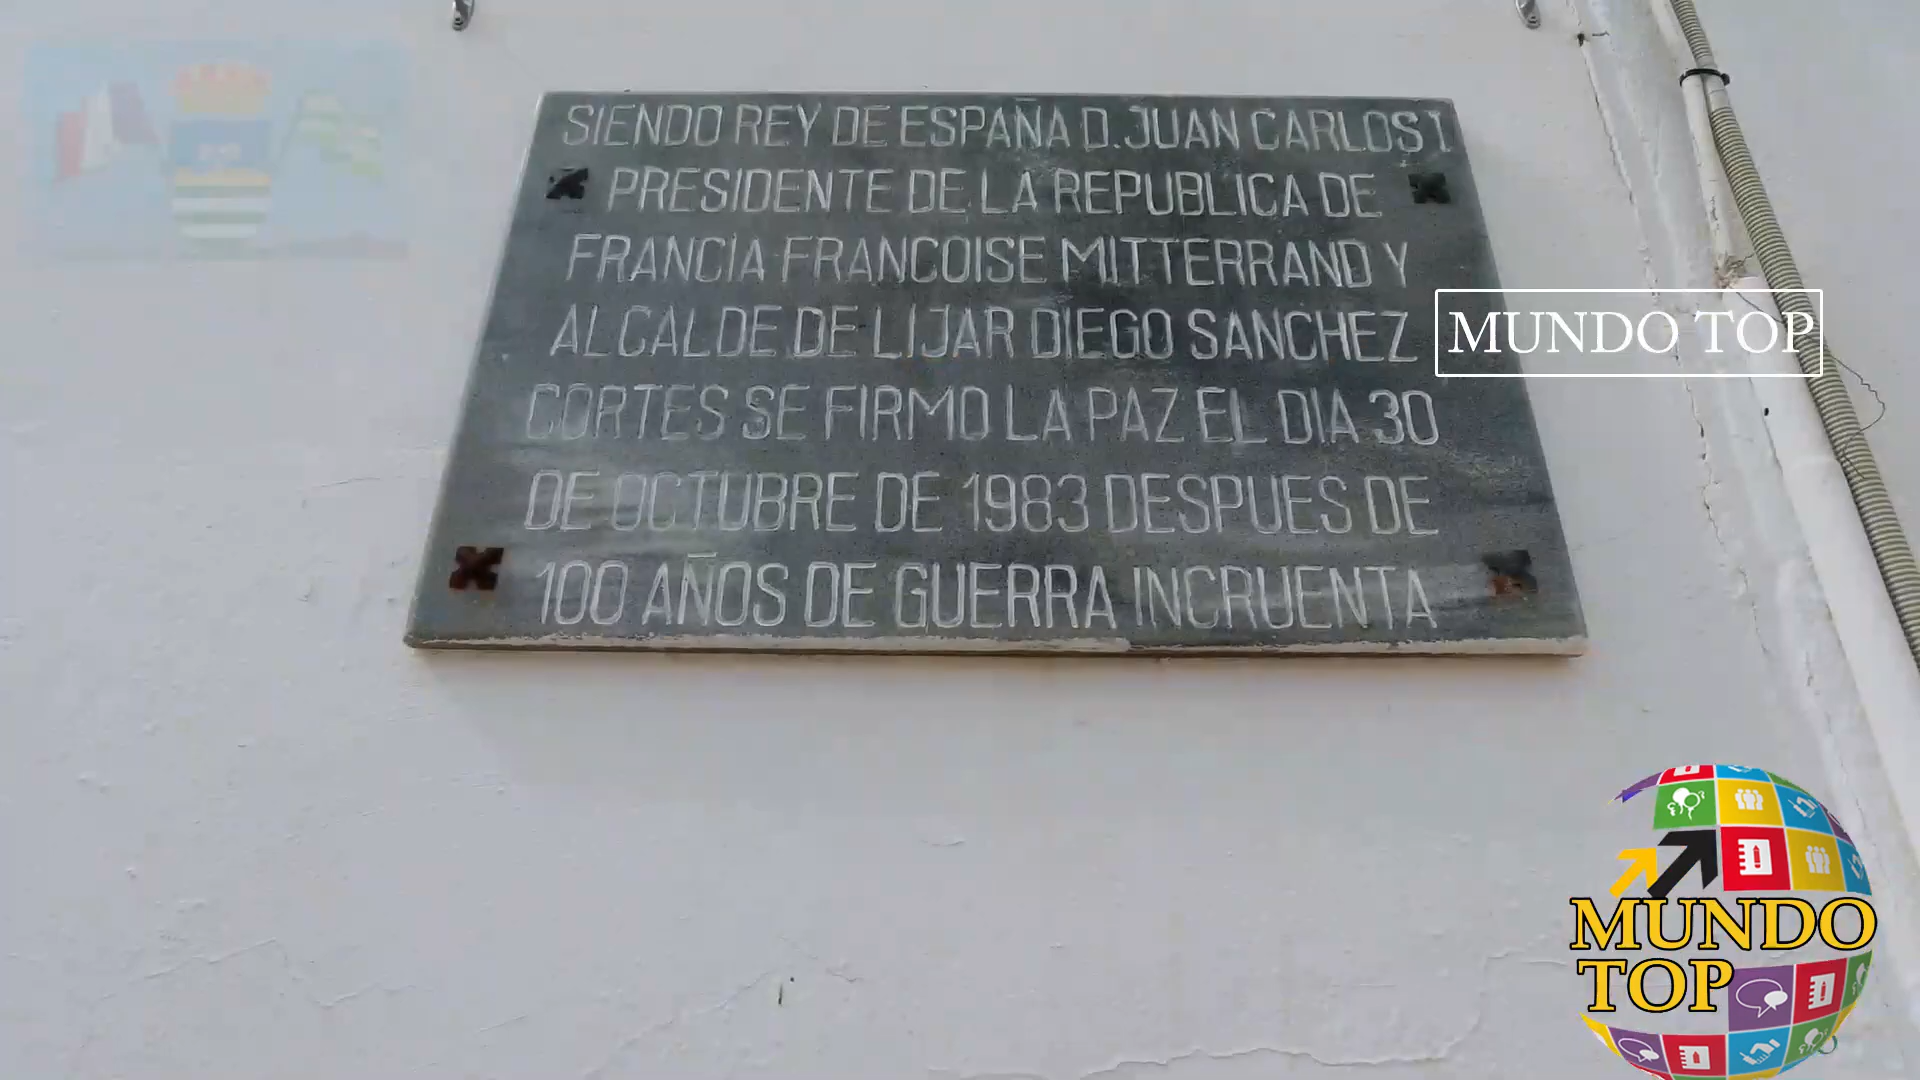 SIENDO REY DE ESPAÑA D. JUAN CARLOS I
PRESIDENTE DE LA REPUBLICA DE
FRANCIA FRANCOISE MITTERRAND Y
ALCALDE DE LIJAR DIEGO SANCHEZ
CORTES SE FIRMO LA PAZ EL DIA 30
DE OCTUBRE DE 1983 DESPUES DE
100 AÑOS DE GUERRA INCRUENTA
MUNDO TOP
MUNDO
TOP